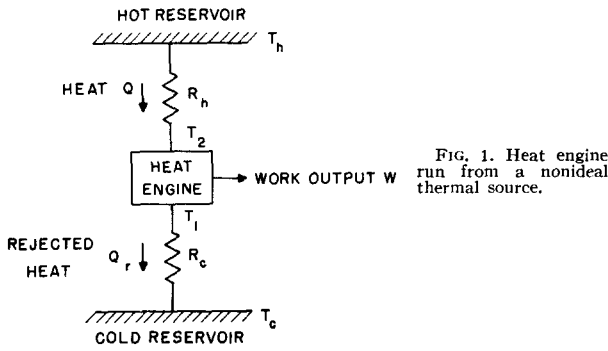 HOT RESERVOIR
T_h
HEAT Q
R_h
T_2
HEAT
ENGINE
WORK OUTPUT W
T_1
REJECTED
HEAT
Q_r
R_c
T_c
COLD RESERVOIR
FIG. 1. Heat engine
run from a nonideal
thermal source.